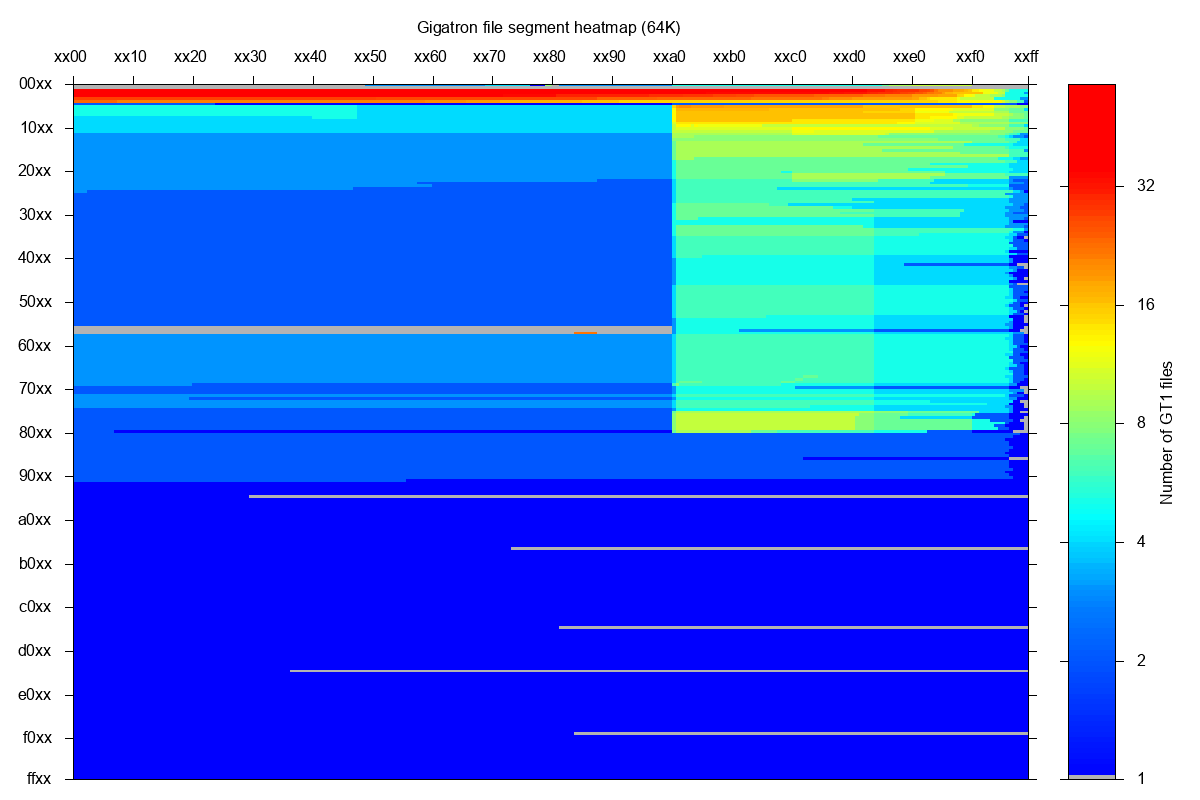 Gigatron file segment heatmap (64K)
xx00 xx10 xx20 xx30 xx40 xx50 xx60 xx70 xx80 xx90 xxa0 xxb0 xxc0 xxd0 xxe0 xxf0 xxff
00xx
10xx
20xx
30xx
40xx
50xx
60xx
70xx
80xx
90xx
a0xx
b0xx
c0xx
d0xx
e0xx
f0xx
ffxx
32
16
8
4
2
1
Number of GT1 files